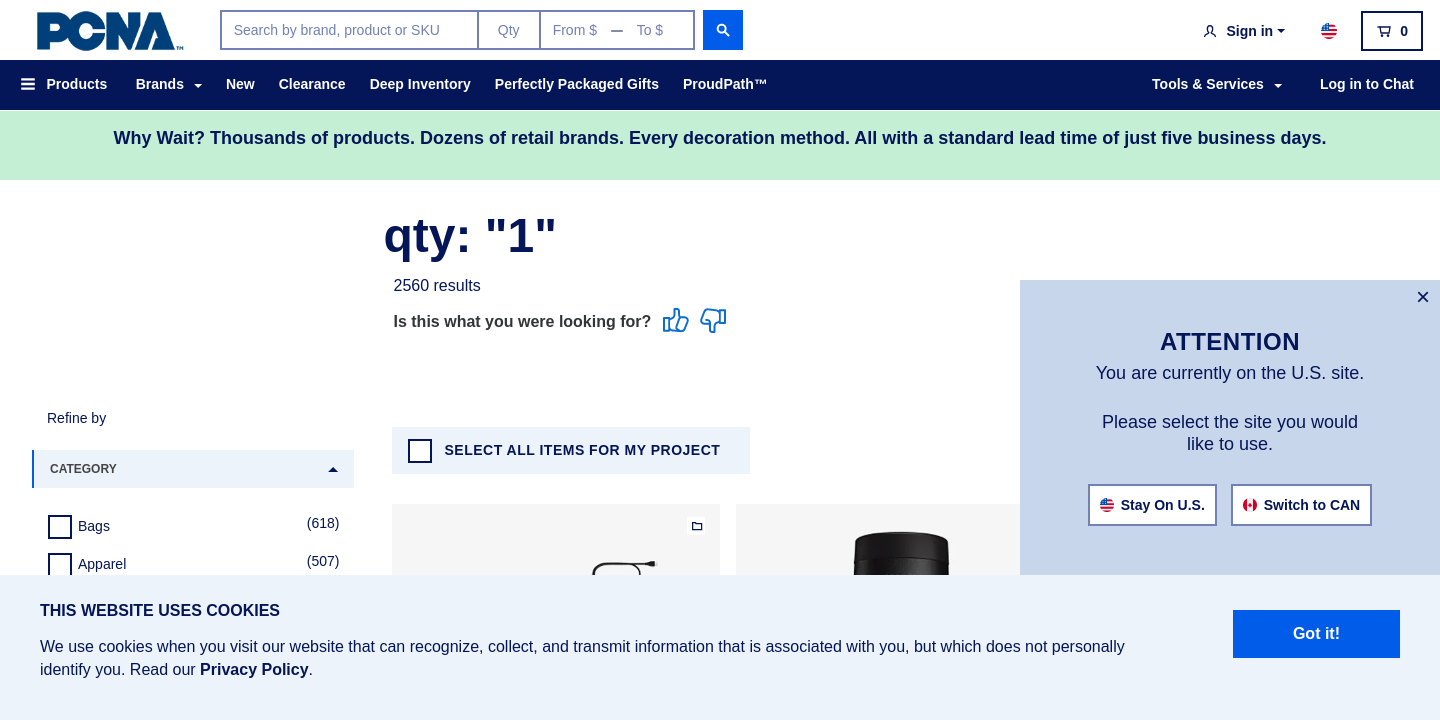 PCNA™
Search by brand, product or SKU
Qty
From $ — To $
Sign in
0
Products
Brands
New
Clearance
Deep Inventory
Perfectly Packaged Gifts
ProudPath™
Tools & Services
Log in to Chat
Why Wait? Thousands of products. Dozens of retail brands. Every decoration method. All with a standard lead time of just five business days.
qty: "1"
2560 results
Is this what you were looking for?
×
ATTENTION
You are currently on the U.S. site.
Please select the site you would
like to use.
Stay On U.S.
Switch to CAN
Refine by
CATEGORY
Bags (618)
Apparel (507)
SELECT ALL ITEMS FOR MY PROJECT
THIS WEBSITE USES COOKIES
We use cookies when you visit our website that can recognize, collect, and transmit information that is associated with you, but which does not personally
identify you. Read our Privacy Policy.
Got it!